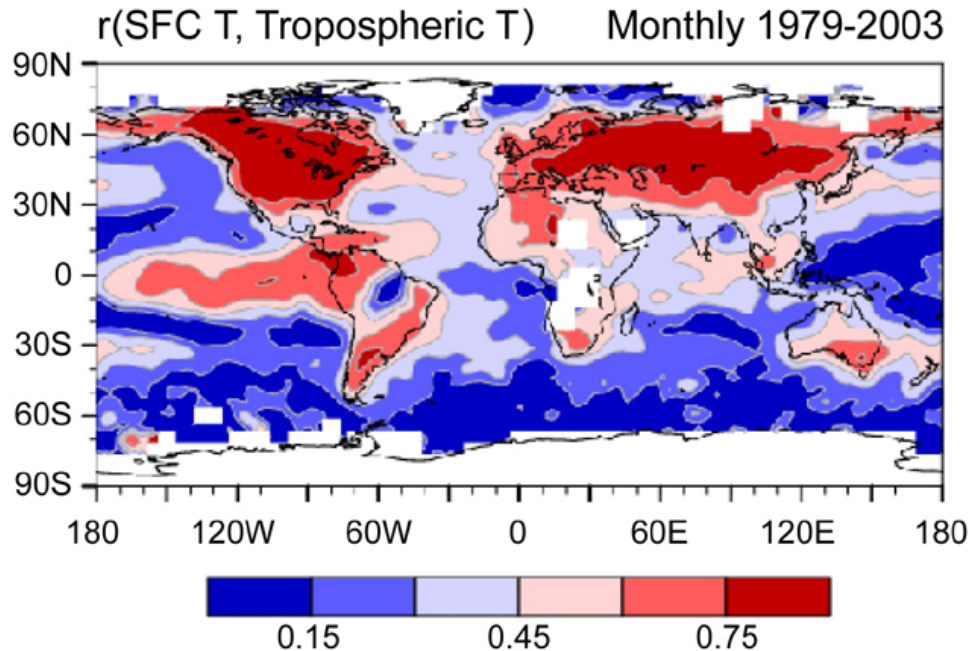 r(SFC T, Tropospheric T) Monthly 1979-2003
90N
60N
30N
0
30S
60S
90S
180 120W 60W 0 60E 120E 180
0.15 0.45 0.75